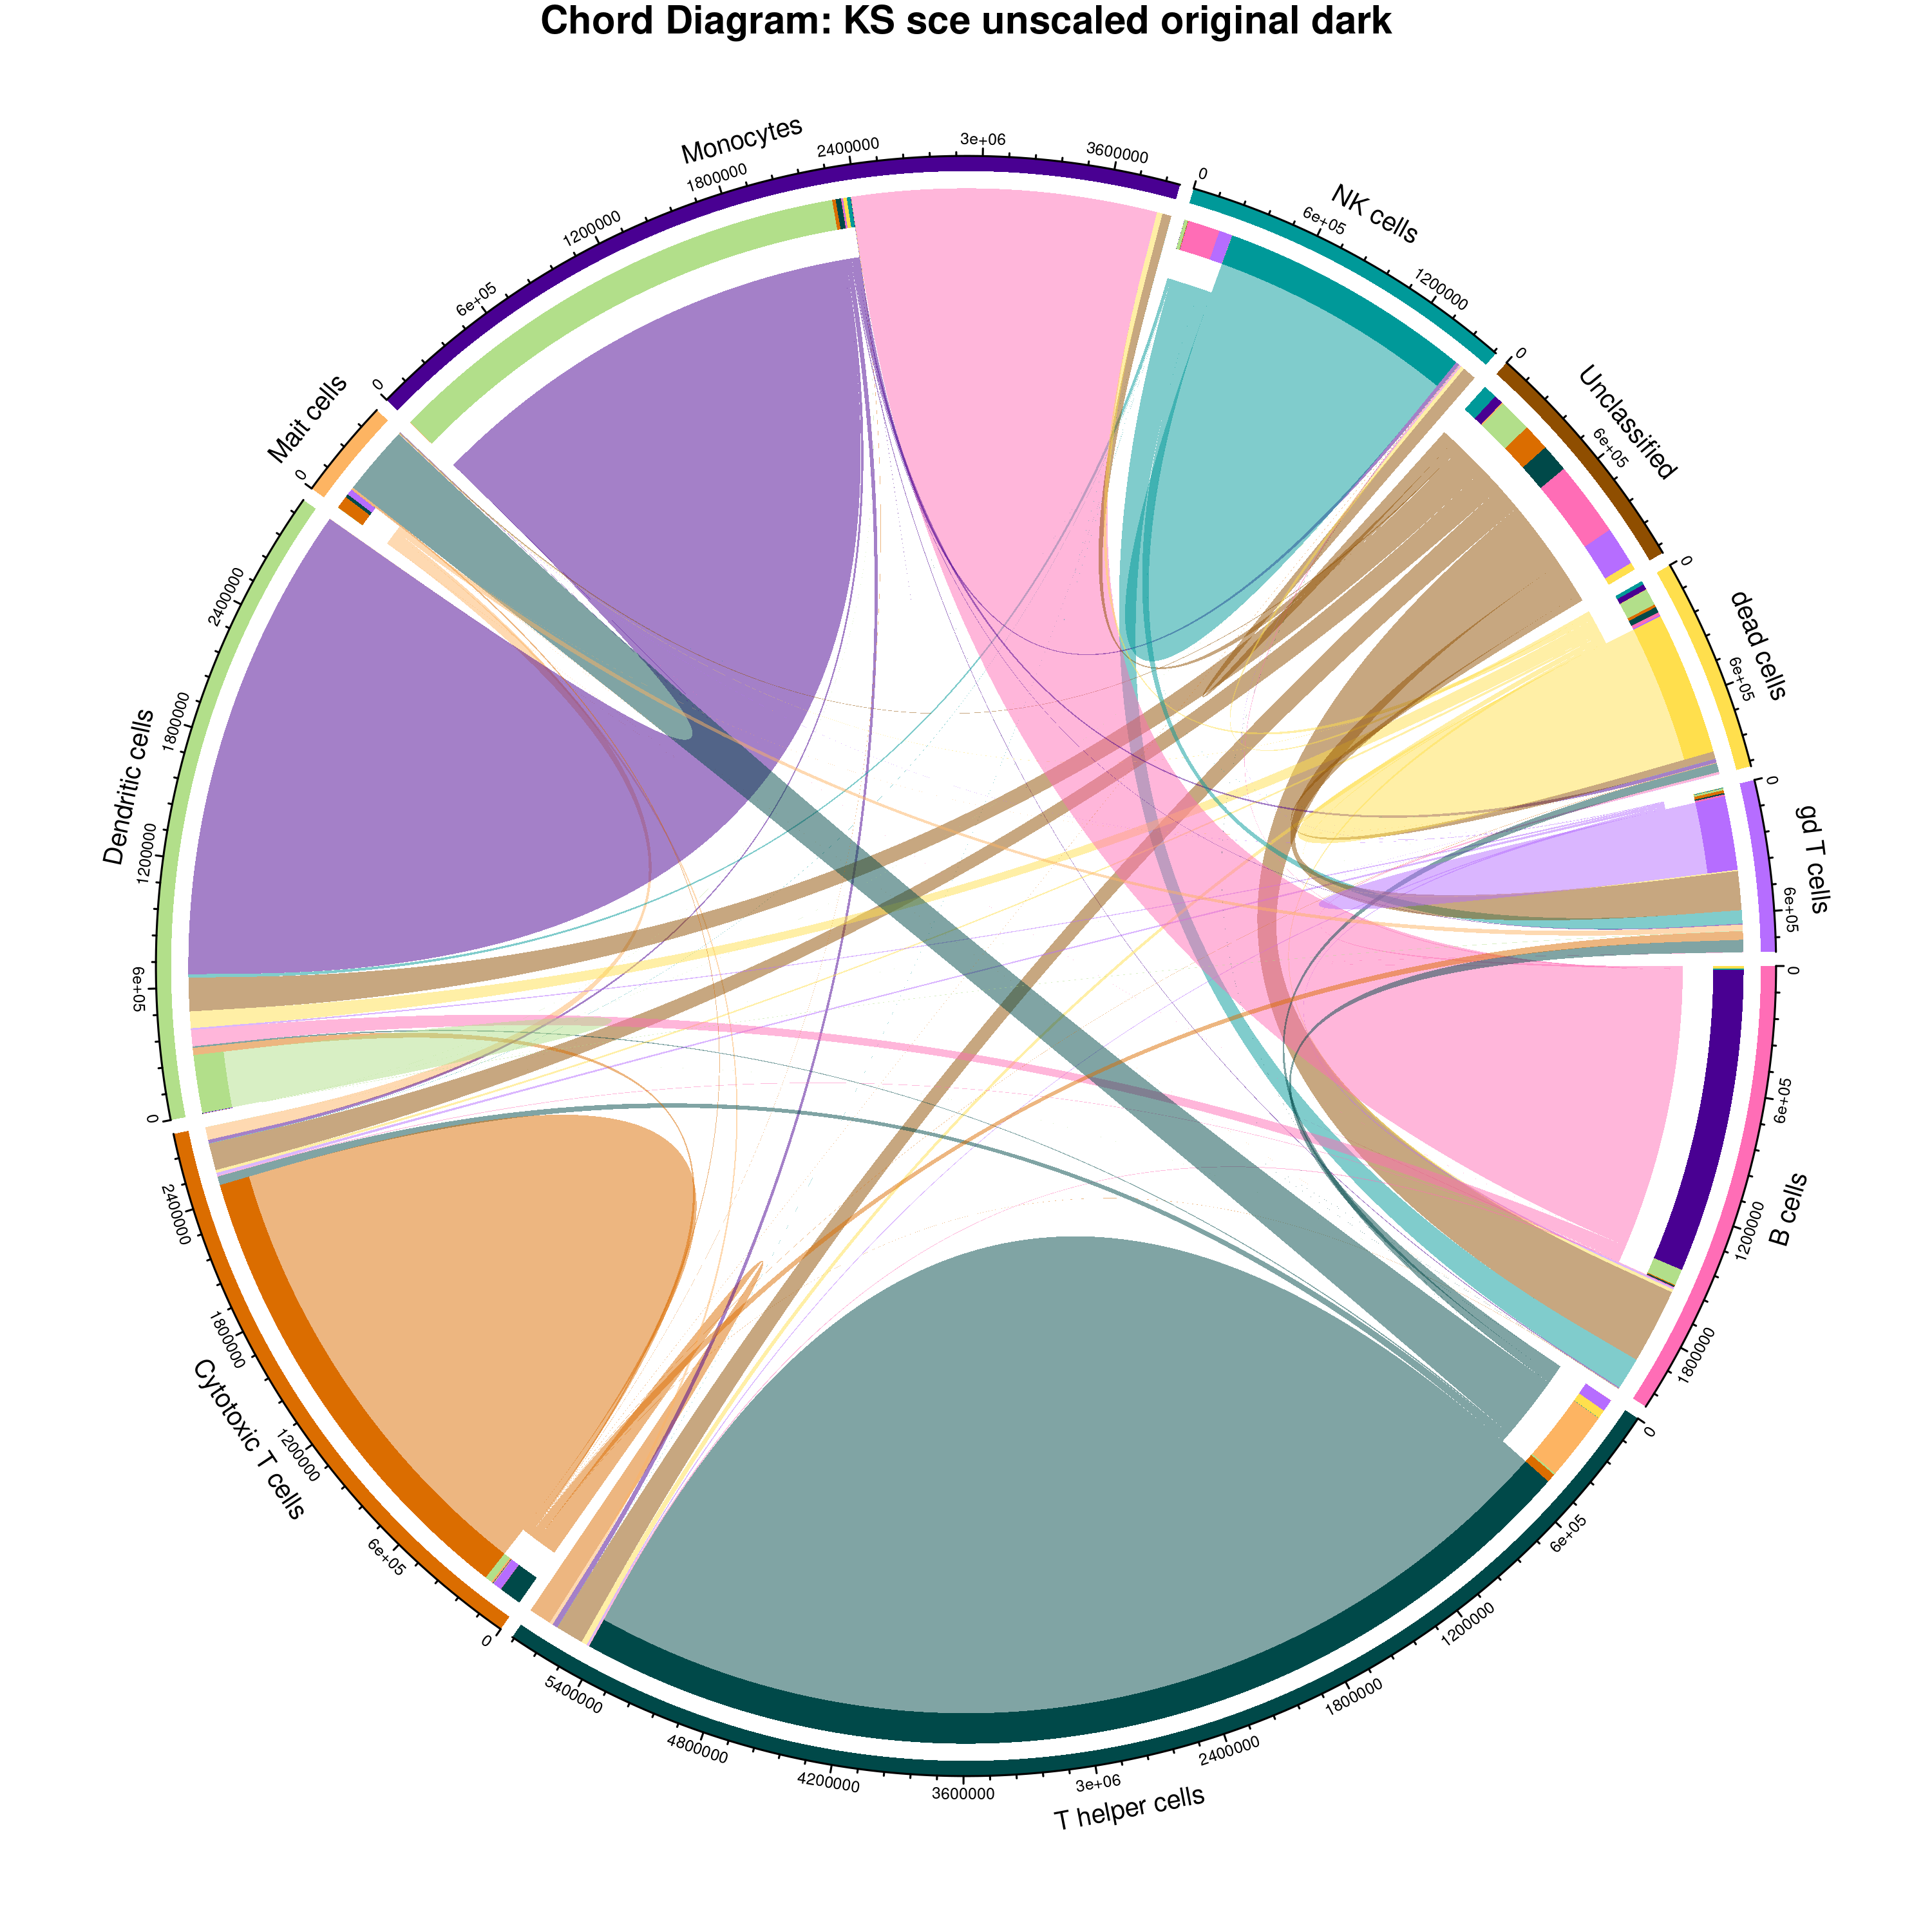 Chord Diagram: KS sce unscaled original dark
Monocytes
0
6e+05
1200000
1800000
2400000
3e+06
3600000
NK cells
0
6e+05
1200000
Unclassified
0
6e+05
dead cells
0
6e+05
gd T cells
0
6e+05
B cells
0
6e+05
1200000
1800000
T helper cells
0
6e+05
1200000
1800000
2400000
3e+06
3600000
4200000
4800000
5400000
Cytotoxic T cells
0
6e+05
1200000
1800000
2400000
Dendritic cells
0
6e+05
1200000
1800000
2400000
Mait cells
0